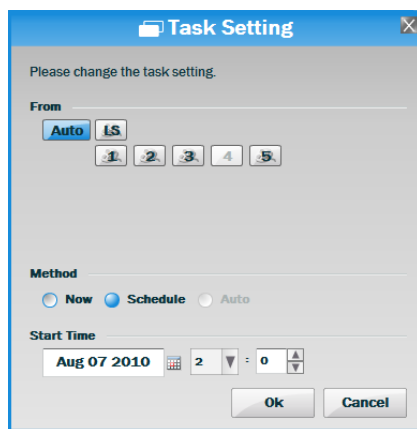 Task Setting
Please change the task setting.
From
Auto LS
1 2 3 4 5
Method
Now Schedule Auto
Start Time
Aug 07 2010 2 : 0
Ok Cancel